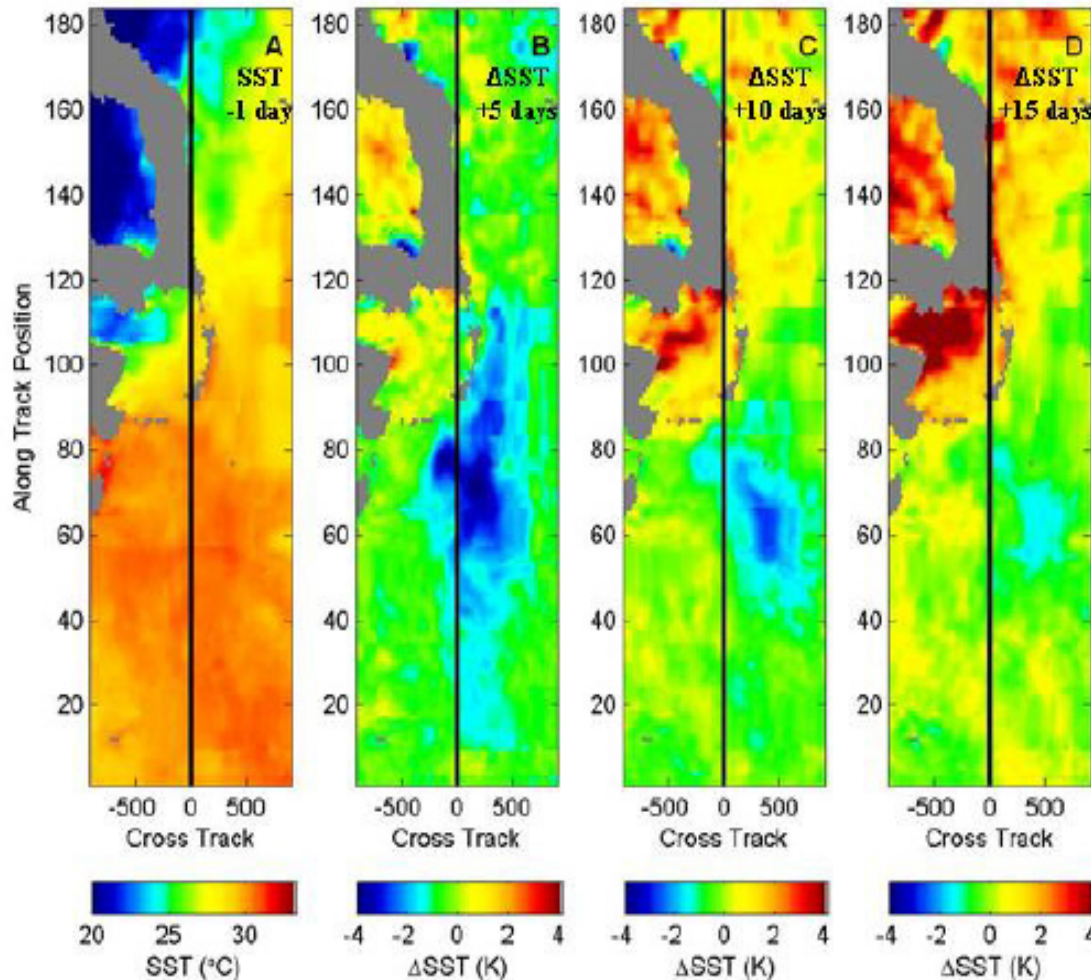 180
160
140
120
100
80
60
40
20
Along Track Position
A
SST
-1 day
-500 0 500
Cross Track
20 25 30
SST (°C)
180
160
140
120
100
80
60
40
20
B
ΔSST
+5 days
-500 0 500
Cross Track
-4 -2 0 2 4
ΔSST (K)
180
160
140
120
100
80
60
40
20
C
ΔSST
+10 days
-500 0 500
Cross Track
-4 -2 0 2 4
ΔSST (K)
180
160
140
120
100
80
60
40
20
D
ΔSST
+15 days
-500 0 500
Cross Track
-4 -2 0 2 4
ΔSST (K)